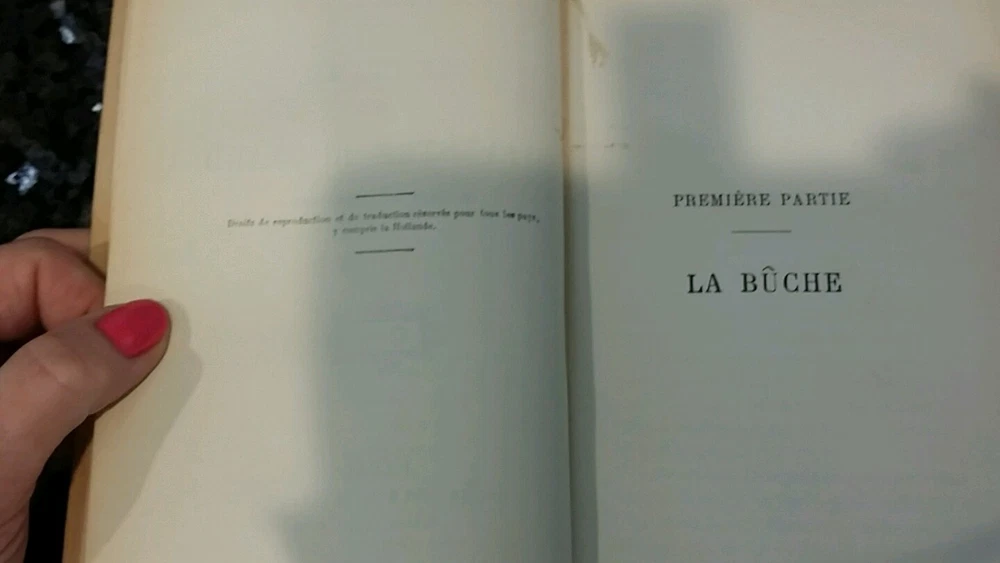 Droits de reproduction et de traduction réservés pour tous les pays,
y compris la Hollande.
PREMIÈRE PARTIE
LA BÛCHE